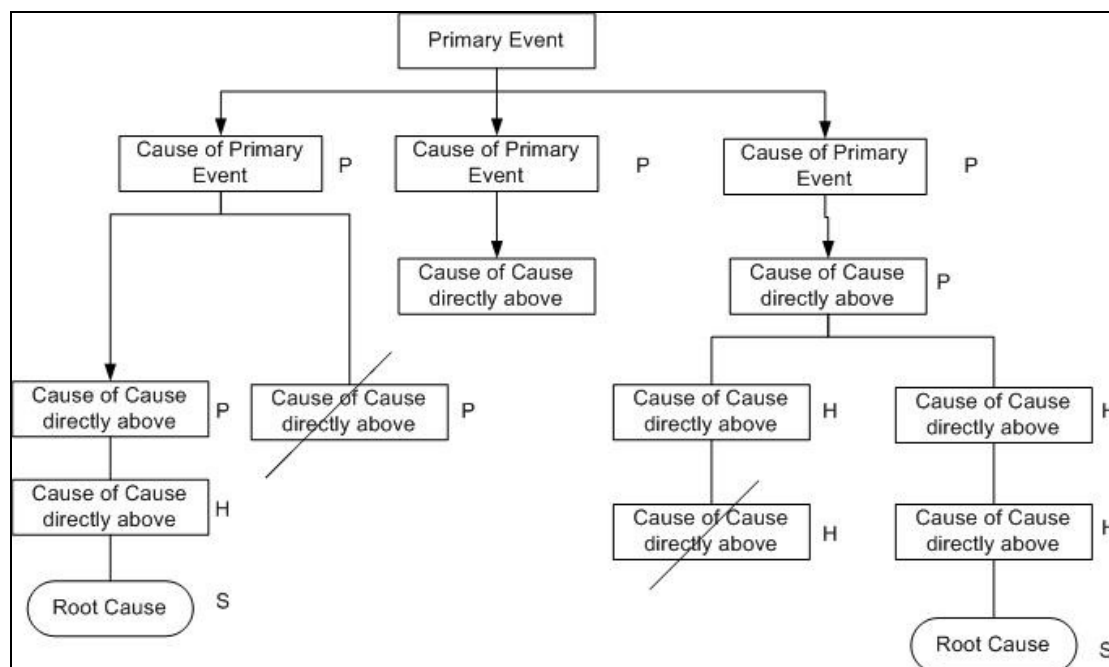 Primary Event
Cause of Primary
Event
P
Cause of Primary
Event
P
Cause of Primary
Event
P
Cause of Cause
directly above
Cause of Cause
directly above
P
Cause of Cause
directly above
P
Cause of Cause
directly above
P
Cause of Cause
directly above
H
Cause of Cause
directly above
H
Cause of Cause
directly above
H
Cause of Cause
directly above
H
Cause of Cause
directly above
H
Root Cause
S
Root Cause
S